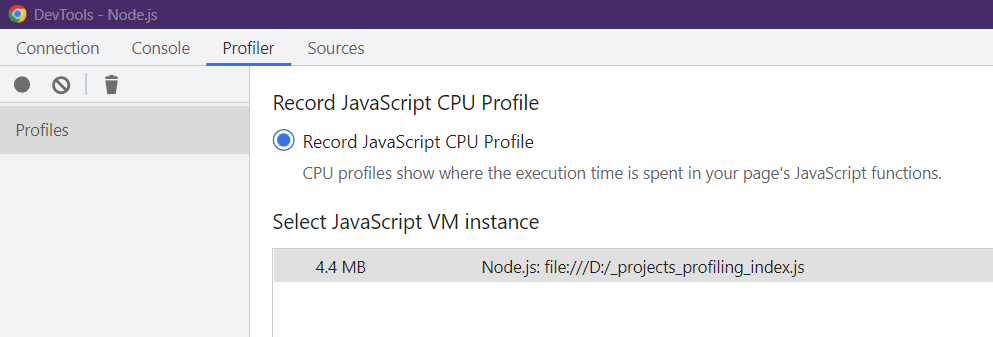 DevTools - Node.js
Connection Console Profiler Sources
Profiles
Record JavaScript CPU Profile
Record JavaScript CPU Profile
CPU profiles show where the execution time is spent in your page's JavaScript functions.
Select JavaScript VM instance
4.4 MB Node.js: file:///D:/_projects_profiling_index.js